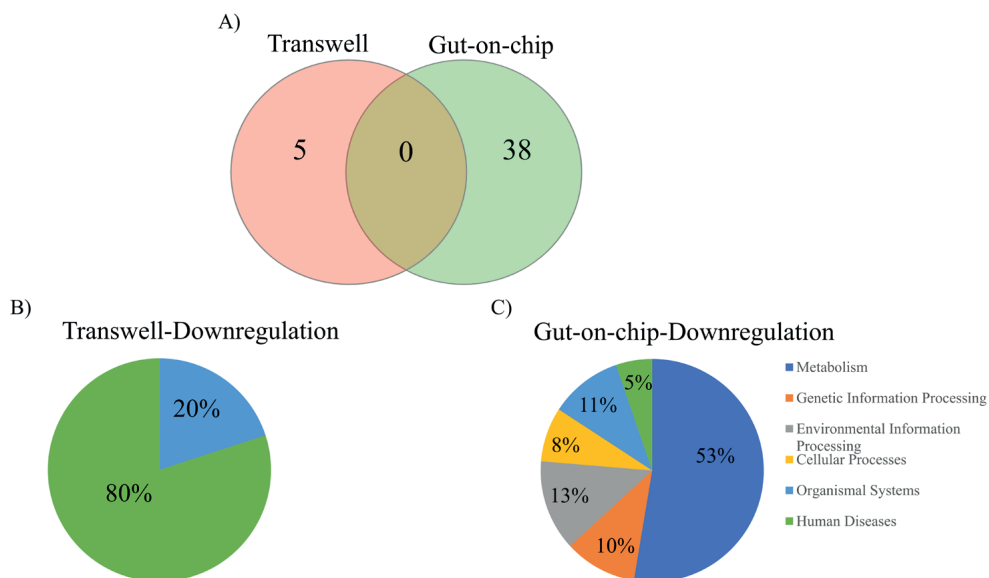 A)
Transwell
Gut-on-chip
5
0
38
B)
Transwell-Downregulation
20%
80%
C)
Gut-on-chip-Downregulation
5%
11%
8%
53%
13%
10%
Metabolism
Genetic Information Processing
Environmental Information
Processing
Cellular Processes
Organismal Systems
Human Diseases